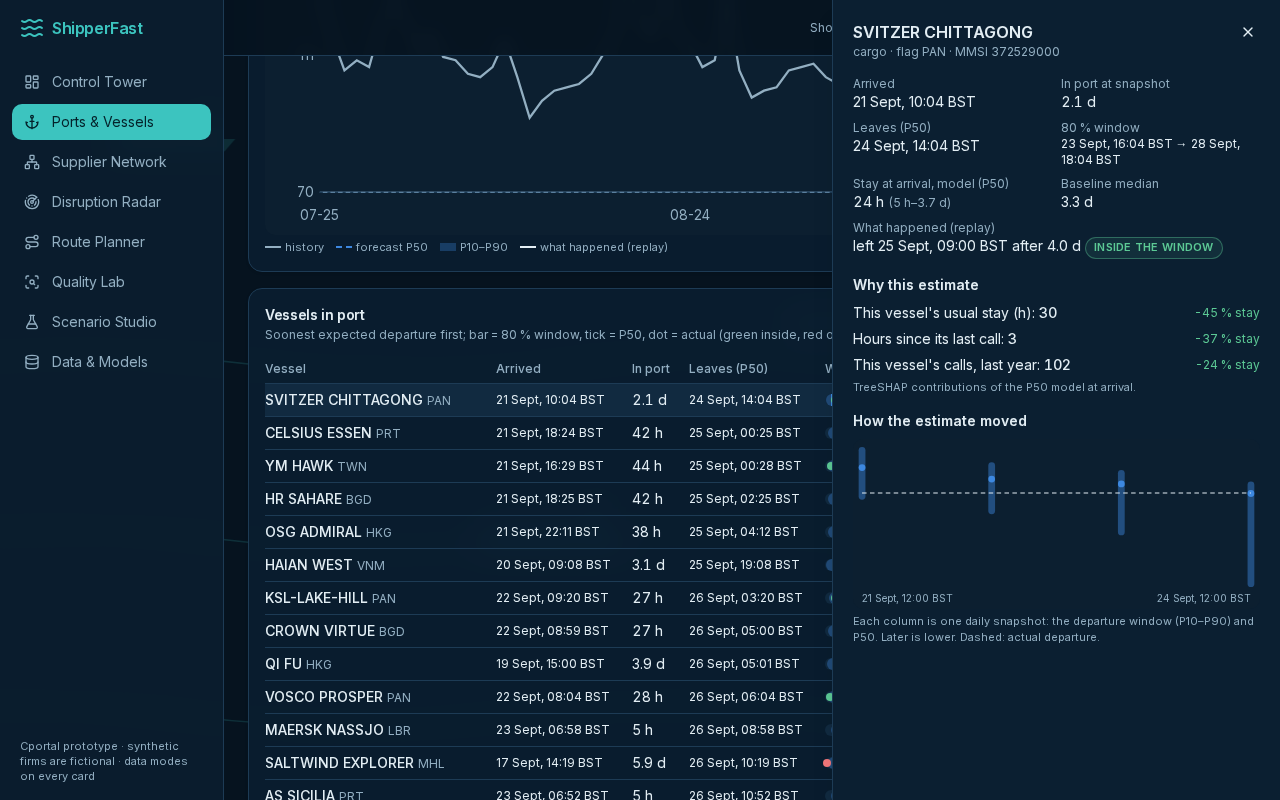 ShipperFast
Control Tower
Ports & Vessels
Supplier Network
Disruption Radar
Route Planner
Quality Lab
Scenario Studio
Data & Models
Cportal prototype · synthetic
firms are fictional · data modes
on every card
Sho
70
07-25
08-24
history
forecast P50
P10–P90
what happened (replay)
Vessels in port
Soonest expected departure first; bar = 80 % window, tick = P50, dot = actual (green inside, red o
Vessel Arrived In port Leaves (P50) W
SVITZER CHITTAGONG PAN 21 Sept, 10:04 BST 2.1 d 24 Sept, 14:04 BST
CELSIUS ESSEN PRT 21 Sept, 18:24 BST 42 h 25 Sept, 00:25 BST
YM HAWK TWN 21 Sept, 16:29 BST 44 h 25 Sept, 00:28 BST
HR SAHARE BGD 21 Sept, 18:25 BST 42 h 25 Sept, 02:25 BST
OSG ADMIRAL HKG 21 Sept, 22:11 BST 38 h 25 Sept, 04:12 BST
HAIAN WEST VNM 20 Sept, 09:08 BST 3.1 d 25 Sept, 19:08 BST
KSL-LAKE-HILL PAN 22 Sept, 09:20 BST 27 h 26 Sept, 03:20 BST
CROWN VIRTUE BGD 22 Sept, 08:59 BST 27 h 26 Sept, 05:00 BST
QI FU HKG 19 Sept, 15:00 BST 3.9 d 26 Sept, 05:01 BST
VOSCO PROSPER PAN 22 Sept, 08:04 BST 28 h 26 Sept, 06:04 BST
MAERSK NASSJO LBR 23 Sept, 06:58 BST 5 h 26 Sept, 08:58 BST
SALTWIND EXPLORER MHL 17 Sept, 14:19 BST 5.9 d 26 Sept, 10:19 BST
AS SICILIA PRT 23 Sept, 06:52 BST 5 h 26 Sept, 10:52 BST
SVITZER CHITTAGONG
cargo · flag PAN · MMSI 372529000
Arrived
21 Sept, 10:04 BST
In port at snapshot
2.1 d
Leaves (P50)
24 Sept, 14:04 BST
80 % window
23 Sept, 16:04 BST → 28 Sept,
18:04 BST
Stay at arrival, model (P50)
24 h (5 h–3.7 d)
Baseline median
3.3 d
What happened (replay)
left 25 Sept, 09:00 BST after 4.0 d INSIDE THE WINDOW
Why this estimate
This vessel's usual stay (h): 30 -45 % stay
Hours since its last call: 3 -37 % stay
This vessel's calls, last year: 102 -24 % stay
TreeSHAP contributions of the P50 model at arrival.
How the estimate moved
21 Sept, 12:00 BST
24 Sept, 12:00 BST
Each column is one daily snapshot: the departure window (P10–P90) and
P50. Later is lower. Dashed: actual departure.